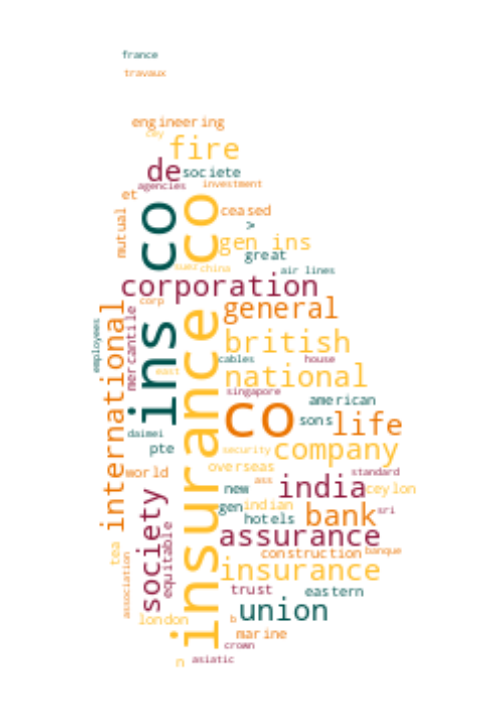 france
travaux
engineering
cey
fire
de
societe
agencies
investment
et
mutual
ins co
insurance co
ceased
>
gen ins
great
suez
china
air lines
corporation
international
corp
general
mercantile
employees
british
cables
house
east
national
singapore
american
co
sons
life
daimei
pte
security
company
overseas
world
standard
ass
india
new
ceylon
society
gen
indian
bank
sri
hotels
equitable
assurance
tea
construction
banque
association
insurance
trust
eastern
union
london
b
marine
crown
n
asiatic